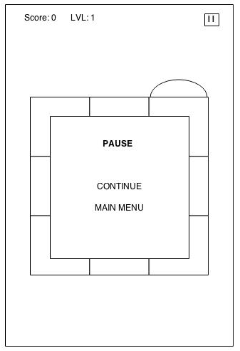 Score: 0 LVL: 1
PAUSE
CONTINUE
MAIN MENU